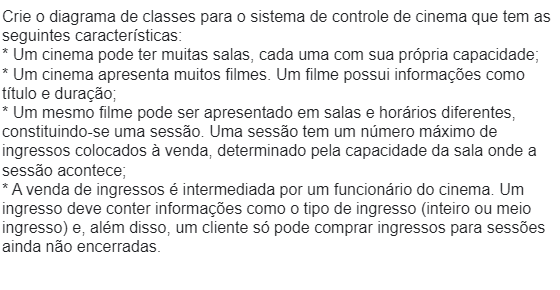 Crie o diagrama de classes para o sistema de controle de cinema que tem as
seguintes características:
* Um cinema pode ter muitas salas, cada uma com sua própria capacidade;
* Um cinema apresenta muitos filmes. Um filme possui informações como
título e duração;
* Um mesmo filme pode ser apresentado em salas e horários diferentes,
constituindo-se uma sessão. Uma sessão tem um número máximo de
ingressos colocados à venda, determinado pela capacidade da sala onde a
sessão acontece;
* A venda de ingressos é intermediada por um funcionário do cinema. Um
ingresso deve conter informações como o tipo de ingresso (inteiro ou meio
ingresso) e, além disso, um cliente só pode comprar ingressos para sessões
ainda não encerradas.